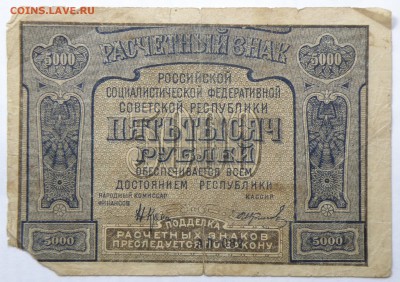 COINS.ЛАВЕ.RU
РАСЧЕТНЫЙ ЗНАК
5000 5000
РОССИЙСКОЙ
СОЦИАЛИСТИЧЕСКОЙ ФЕДЕРАТИВНОЙ
СОВЕТСКОЙ РЕСПУБЛИКИ
ПЯТЬ ТЫСЯЧ
РУБЛЕЙ
ОБЕСПЕЧИВАЕТСЯ ВСЕМ
ДОСТОЯНИЕМ РЕСПУБЛИКИ
НАРОДНЫЙ КОМИССАР КАССИР
ФИНАНСОВ
ПОДДЕЛКА
РАСЧЕТНЫХ ЗНАКОВ
5000 ПРЕСЛЕДУЕТСЯ ПО ЗАКОНУ 5000